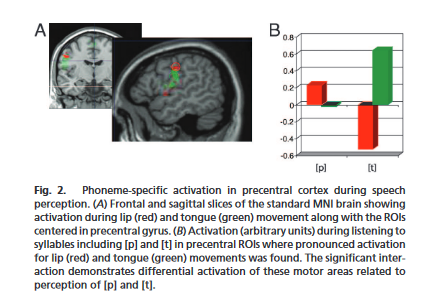 A
B
0.8
0.6
0.4
0.2
0
-0.2
-0.4
-0.6
[p] [t]
Fig. 2. Phoneme-specific activation in precentral cortex during speech
perception. (A) Frontal and sagittal slices of the standard MNI brain showing
activation during lip (red) and tongue (green) movement along with the ROIs
centered in precentral gyrus. (B) Activation (arbitrary units) during listening to
syllables including [p] and [t] in precentral ROIs where pronounced activation
for lip (red) and tongue (green) movements was found. The significant inter-
action demonstrates differential activation of these motor areas related to
perception of [p] and [t].